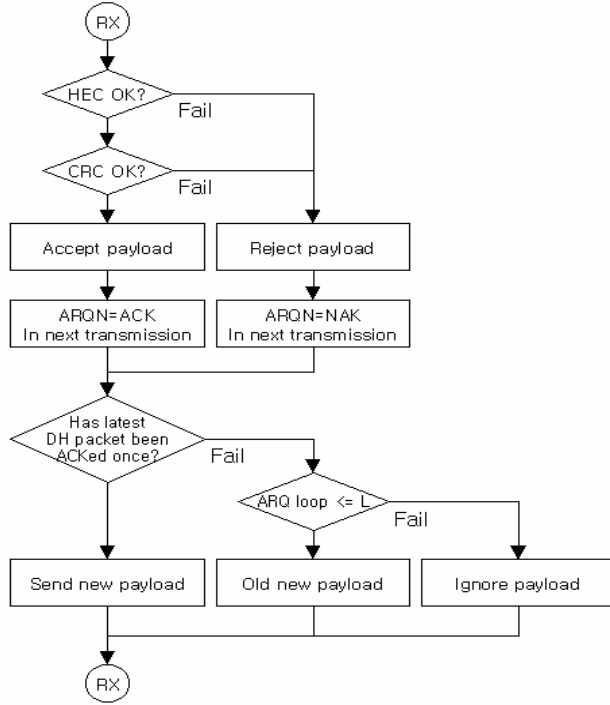 RX
HEC OK?
Fail
CRC OK?
Fail
Accept payload
Reject payload
ARQN=ACK
In next transmission
ARQN=NAK
In next transmission
Has latest
DH packet been
ACKed once?
Fail
ARQ loop <= L
Fail
Send new payload
Old new payload
Ignore payload
RX